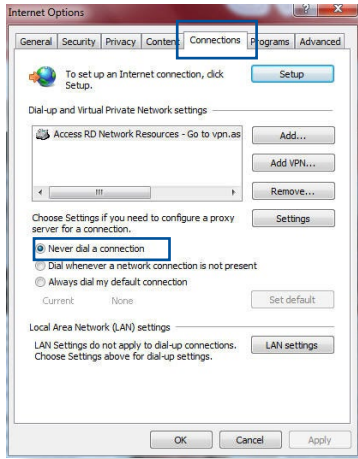 Internet Options
General Security Privacy Content Connections Programs Advanced
To set up an Internet connection, click
Setup.
Setup
Dial-up and Virtual Private Network settings
Access RD Network Resources - Go to vpn.as
Add...
Add VPN...
Remove...
Choose Settings if you need to configure a proxy
server for a connection.
Settings
Never dial a connection
Dial whenever a network connection is not present
Always dial my default connection
Current None Set default
Local Area Network (LAN) settings
LAN Settings do not apply to dial-up connections.
Choose Settings above for dial-up settings.
LAN settings
OK Cancel Apply